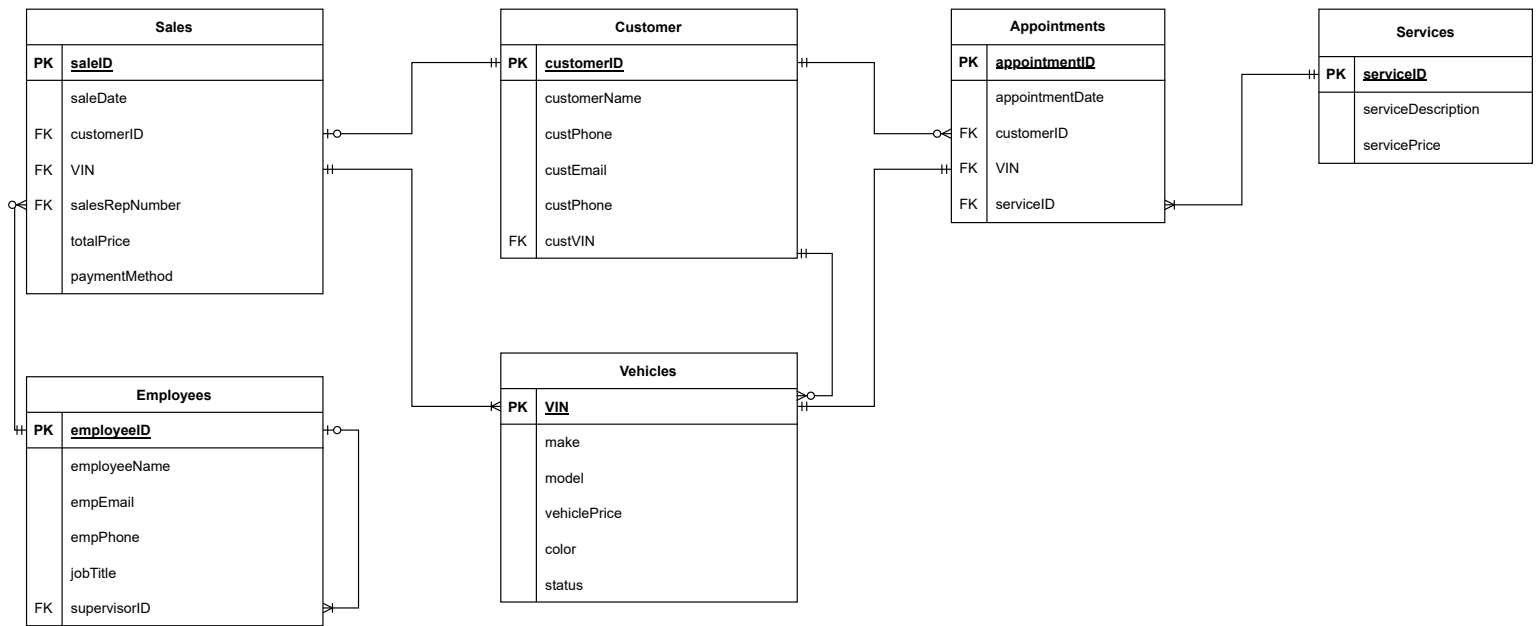 Sales
PK saleID
saleDate
FK customerID
FK VIN
FK salesRepNumber
totalPrice
paymentMethod
Customer
PK customerID
customerName
custPhone
custEmail
custPhone
FK custVIN
Appointments
PK appointmentID
appointmentDate
FK customerID
FK VIN
FK serviceID
Services
PK serviceID
serviceDescription
servicePrice
Employees
PK employeeID
employeeName
empEmail
empPhone
jobTitle
FK supervisorID
Vehicles
PK VIN
make
model
vehiclePrice
color
status